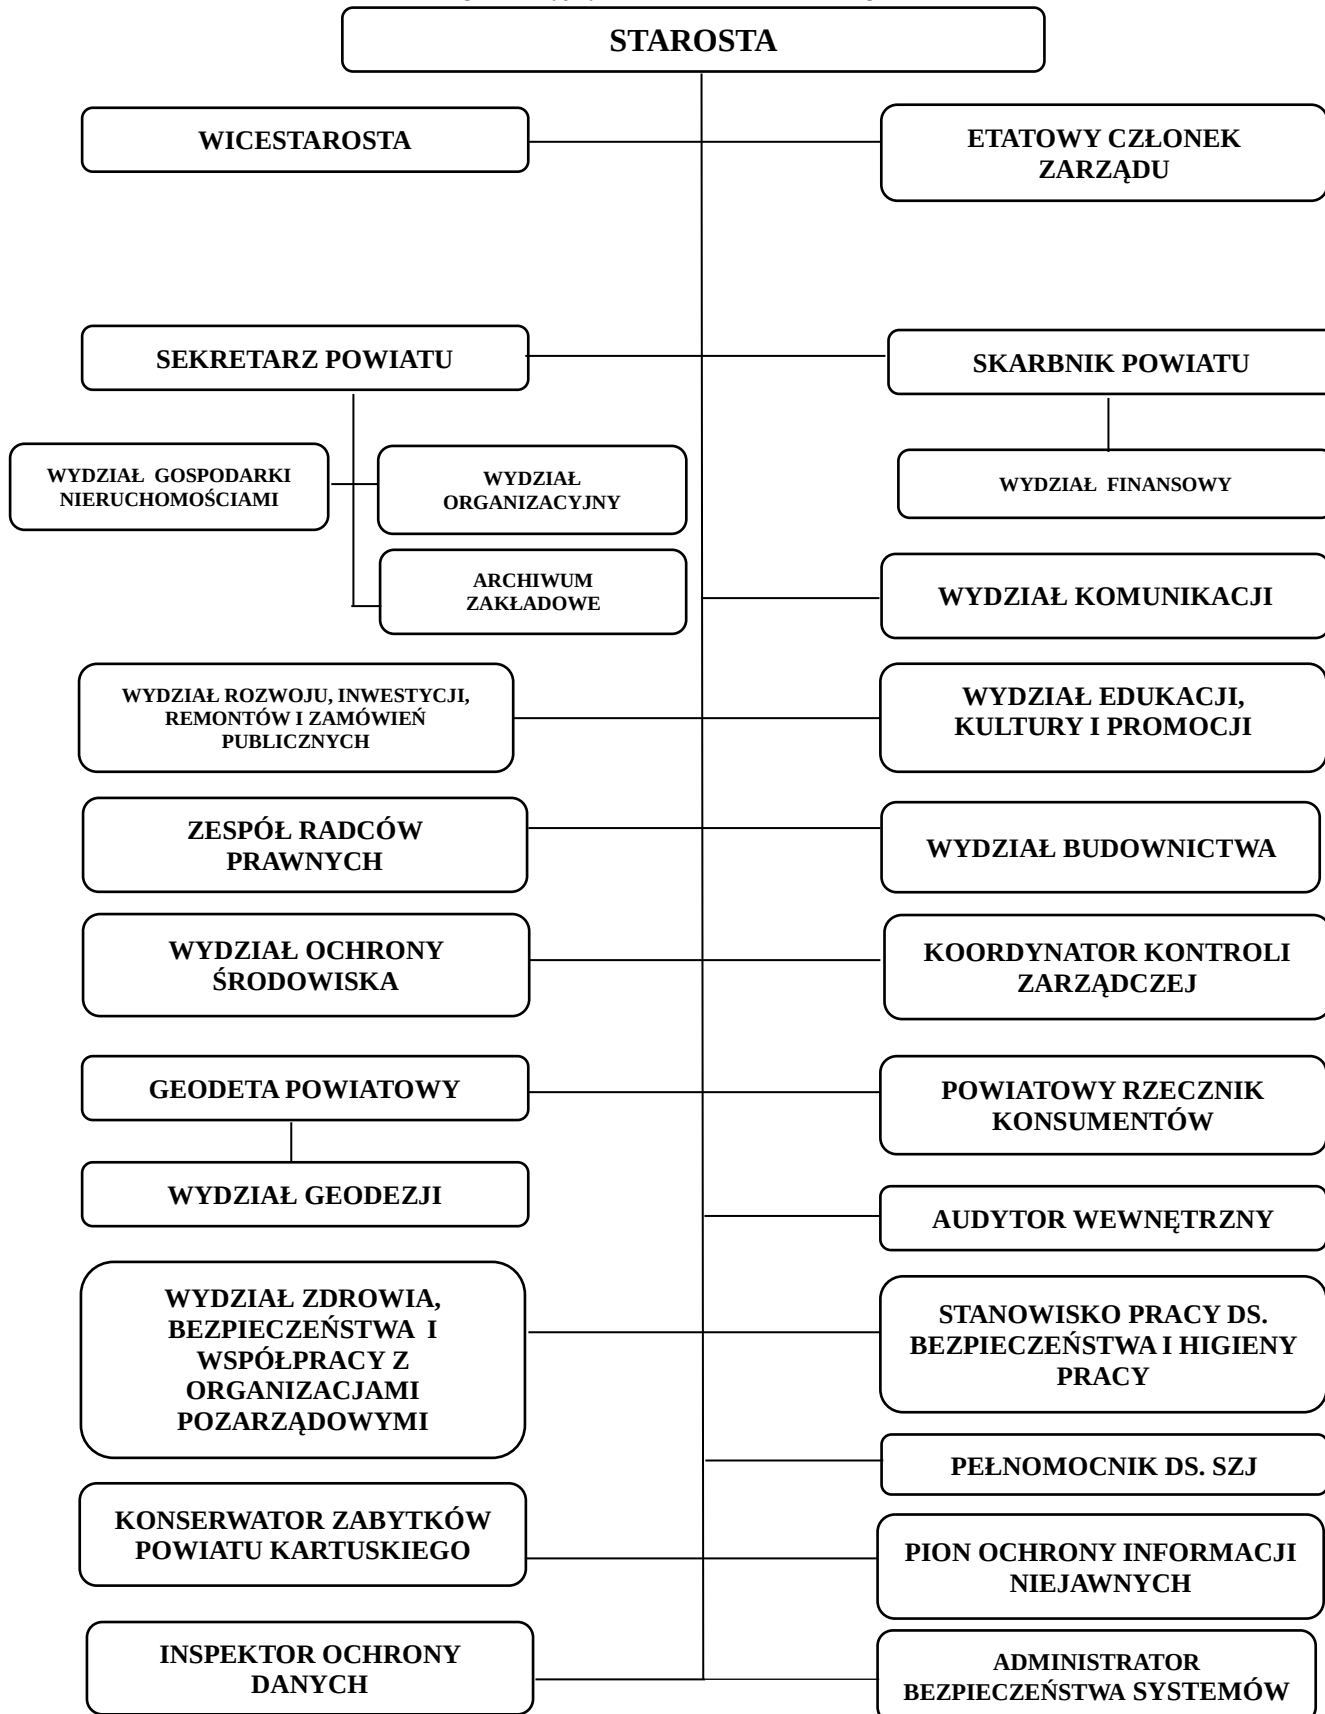 STAROSTA
WICESTAROSTA
ETATOWY CZŁONEK
ZARZĄDU
SEKRETARZ POWIATU
SKARBNIK POWIATU
WYDZIAŁ GOSPODARKI
NIERUCHOMOŚCIAMI
WYDZIAŁ
ORGANIZACYJNY
WYDZIAŁ FINANSOWY
ARCHIWUM
ZAKŁADOWE
WYDZIAŁ KOMUNIKACJI
WYDZIAŁ ROZWOJU, INWESTYCJI,
REMONTÓW I ZAMÓWIEŃ
PUBLICZNYCH
WYDZIAŁ EDUKACJI,
KULTURY I PROMOCJI
ZESPÓŁ RADCÓW
PRAWNYCH
WYDZIAŁ BUDOWNICTWA
WYDZIAŁ OCHRONY
ŚRODOWISKA
KOORDYNATOR KONTROLI
ZARZĄDCZEJ
GEODETA POWIATOWY
POWIATOWY RZECZNIK
KONSUMENTÓW
WYDZIAŁ GEODEZJI
AUDYTOR WEWNĘTRZNY
WYDZIAŁ ZDROWIA,
BEZPIECZEŃSTWA I
WSPÓŁPRACY Z
ORGANIZACJAMI
POZARZĄDOWYMI
STANOWISKO PRACY DS.
BEZPIECZEŃSTWA I HIGIENY
PRACY
PEŁNOMOCNIK DS. SZJ
KONSERWATOR ZABYTKÓW
POWIATU KARTUSKIEGO
PION OCHRONY INFORMACJI
NIEJAWNYCH
INSPEKTOR OCHRONY
DANYCH
ADMINISTRATOR
BEZPIECZEŃSTWA SYSTEMÓW